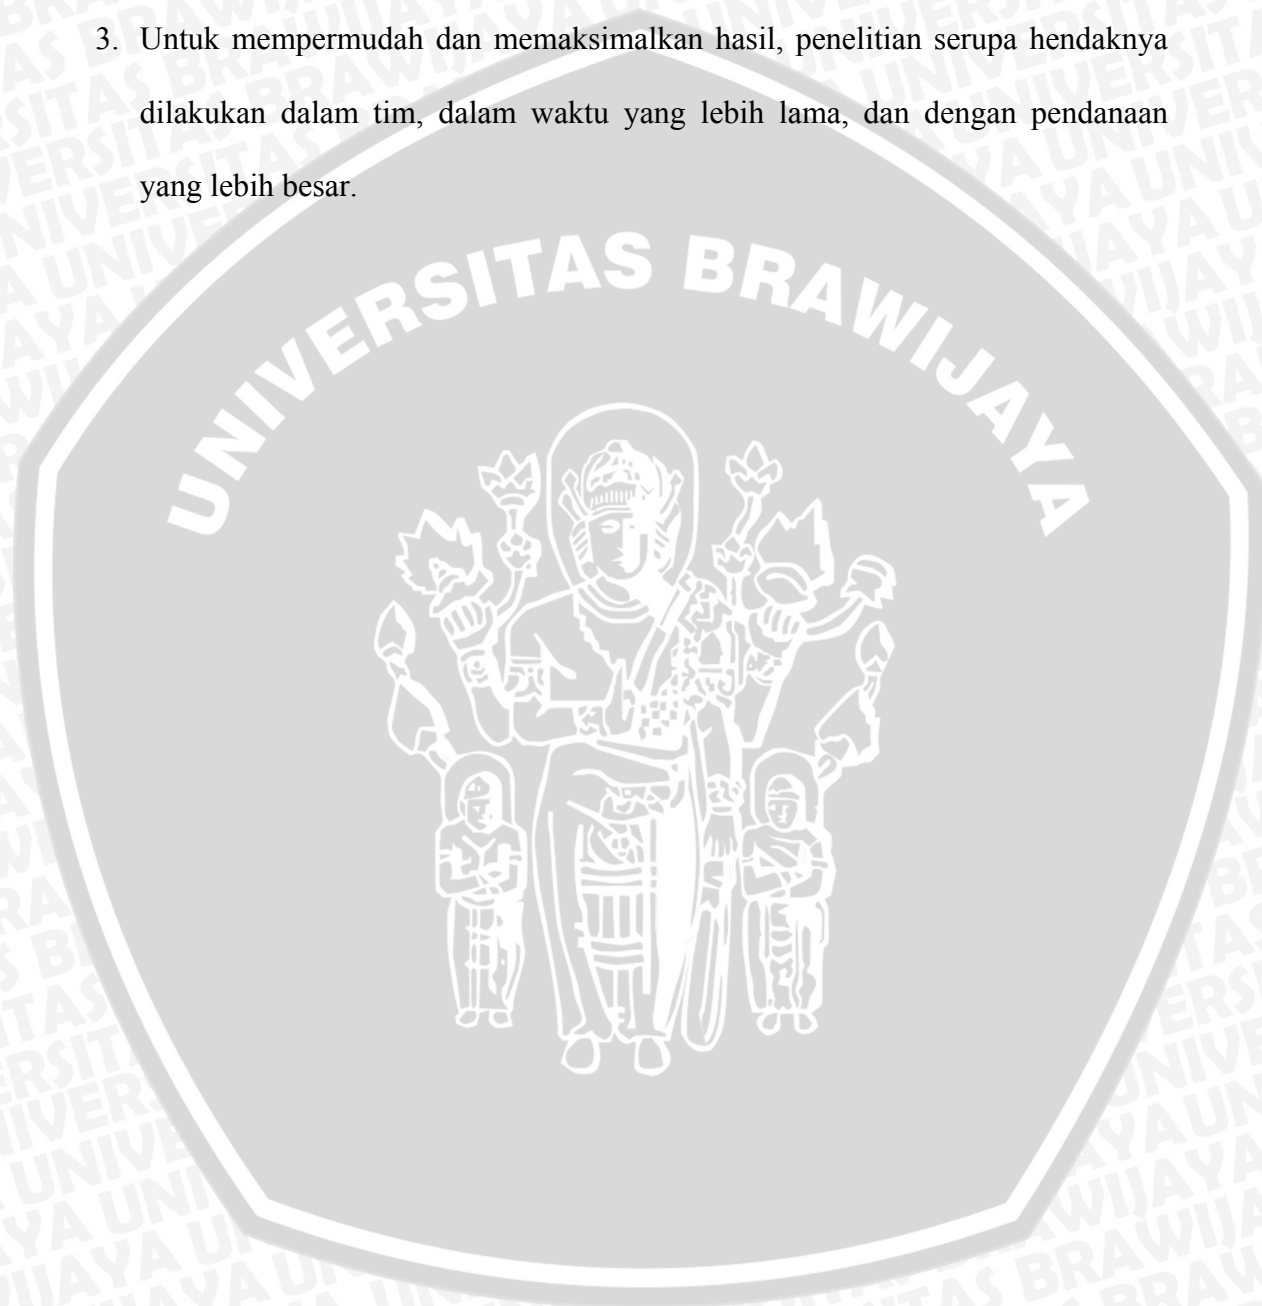 3. Untuk mempermudah dan memaksimalkan hasil, penelitian serupa hendaknya
dilakukan dalam tim, dalam waktu yang lebih lama, dan dengan pendanaan
yang lebih besar.
UNIVERSITAS BRAWIJAYA